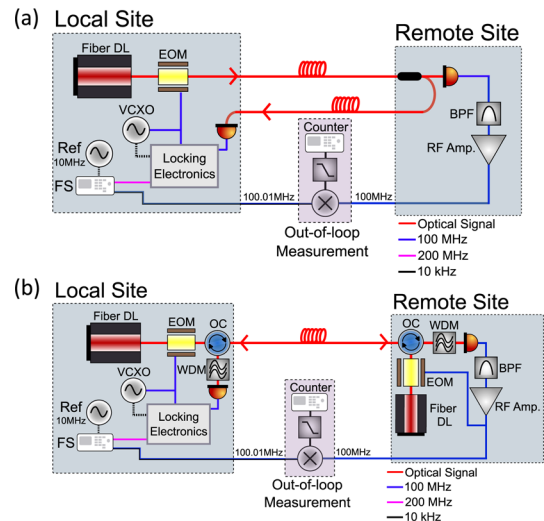 (a)
Local Site
Remote Site
Fiber DL
EOM
VCXO
Ref
10MHz
FS
Locking
Electronics
Counter
BPF
RF Amp.
100.01MHz
100MHz
Out-of-loop
Measurement
Optical Signal
100 MHz
200 MHz
10 kHz
(b)
Local Site
Remote Site
Fiber DL
EOM
OC
WDM
VCXO
Ref
10MHz
FS
Locking
Electronics
Counter
OC
WDM
BPF
EOM
Fiber
DL
RF Amp.
100.01MHz
100MHz
Out-of-loop
Measurement
Optical Signal
100 MHz
200 MHz
10 kHz